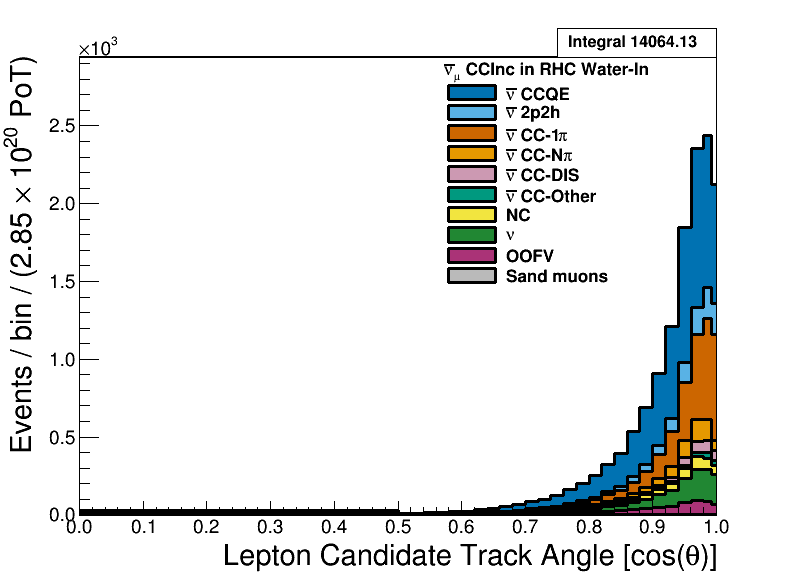 Integral 14064.13
×10³
ν̅μ CCInc in RHC Water-In
ν̅ CCQE
ν̅ 2p2h
ν̅ CC-1π
ν̅ CC-Nπ
ν̅ CC-DIS
ν̅ CC-Other
NC
ν
OOFV
Sand muons
Events / bin / (2.85 × 10²⁰ PoT)
2.5
2.0
1.5
1.0
0.5
0.0
0.0 0.1 0.2 0.3 0.4 0.5 0.6 0.7 0.8 0.9 1.0
Lepton Candidate Track Angle [cos(θ)]